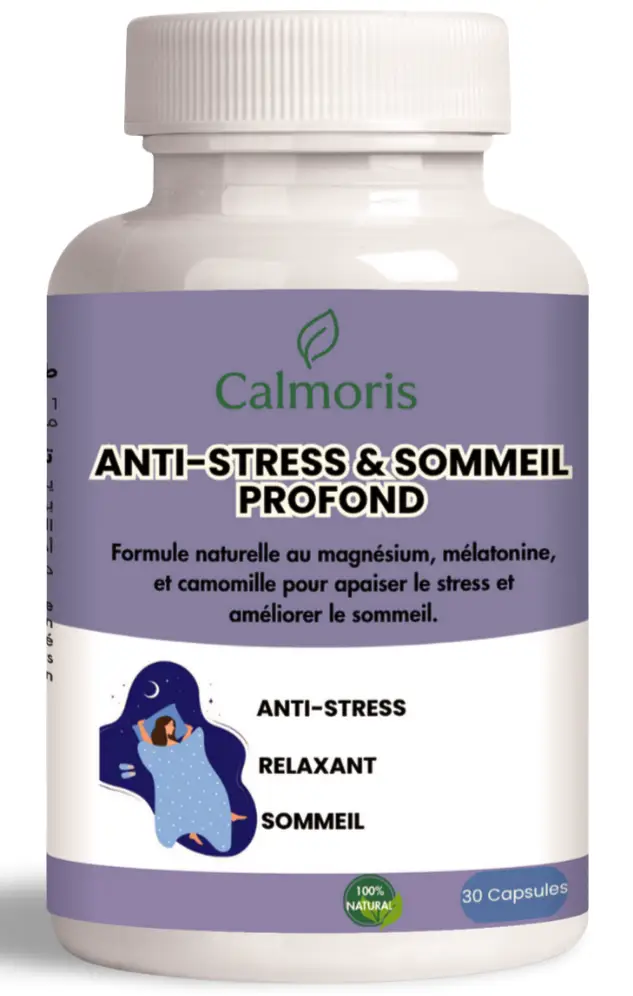 Calmoris
ANTI-STRESS & SOMMEIL
PROFOND
Formule naturelle au magnésium, mélatonine,
et camomille pour apaiser le stress et
améliorer le sommeil.
ANTI-STRESS
RELAXANT
SOMMEIL
100%
NATURAL
30 Capsules